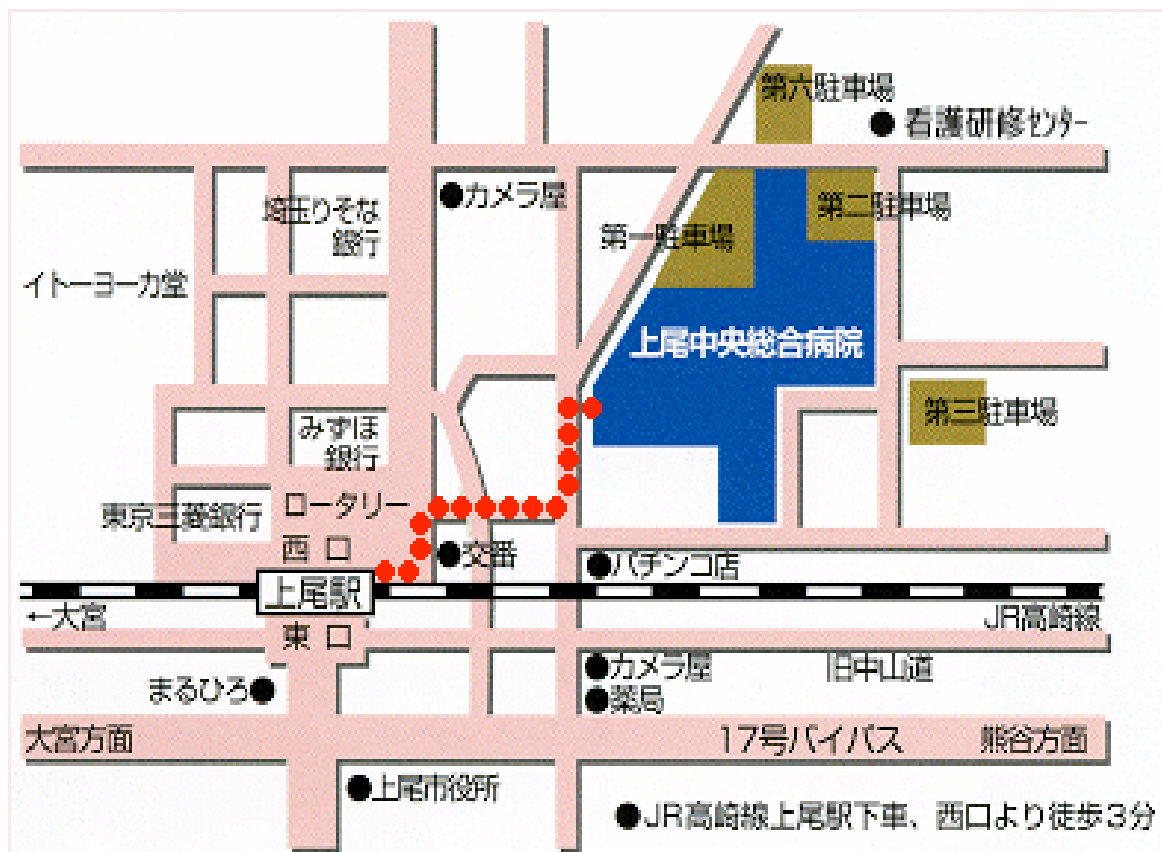 第六駐車場
● 看護研修センター
●カメラ屋
埼玉りそな
銀行
第二駐車場
第一駐車場
イトーヨーカ堂
上尾中央総合病院
第三駐車場
みずほ
銀行
ロータリー
東京三菱銀行
西 口
●交番
●パチンコ店
上尾駅
←大宮
JR高崎線
東 口
●カメラ屋
旧中山道
まるひろ●
●薬局
大宮方面
17号バイパス
熊谷方面
●上尾市役所
●JR高崎線上尾駅下車、西口より徒歩3分